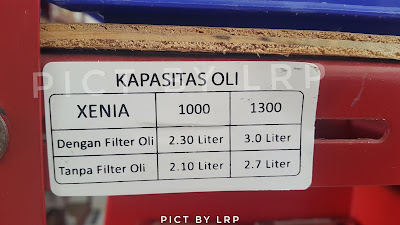 PICT BY LRP
KAPASITAS OLI
XENIA 1000 1300
Dengan Filter Oli 2.30 Liter 3.0 Liter
Tanpa Filter Oli 2.10 Liter 2.7 Liter
PICT BY LRP